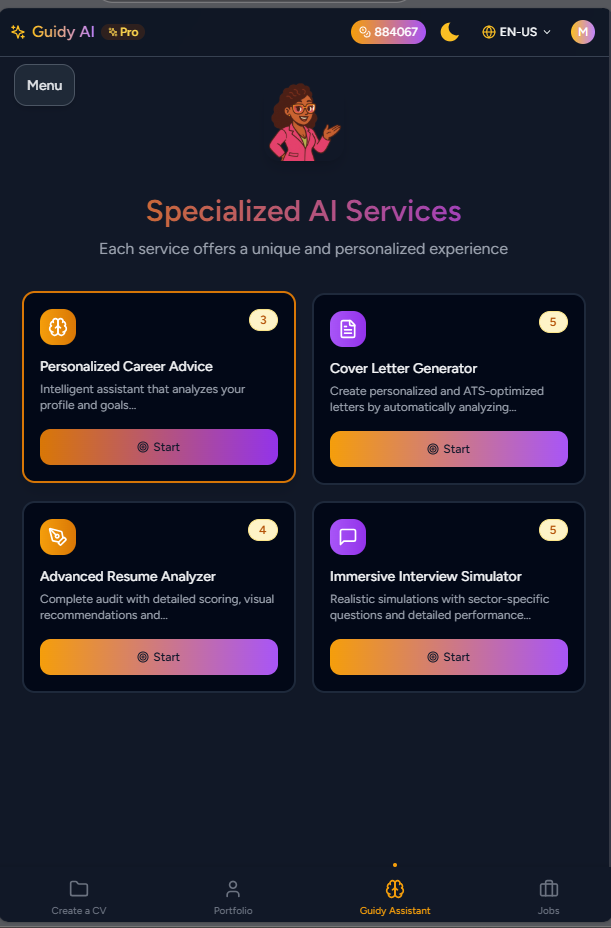 Guidy AI Pro
884067
EN-US
M
Menu
Specialized AI Services
Each service offers a unique and personalized experience
3
Personalized Career Advice
Intelligent assistant that analyzes your
profile and goals...
Start
5
Cover Letter Generator
Create personalized and ATS-optimized
letters by automatically analyzing...
Start
4
Advanced Resume Analyzer
Complete audit with detailed scoring, visual
recommendations and...
Start
5
Immersive Interview Simulator
Realistic simulations with sector-specific
questions and detailed performance...
Start
Create a CV
Portfolio
Guidy Assistant
Jobs